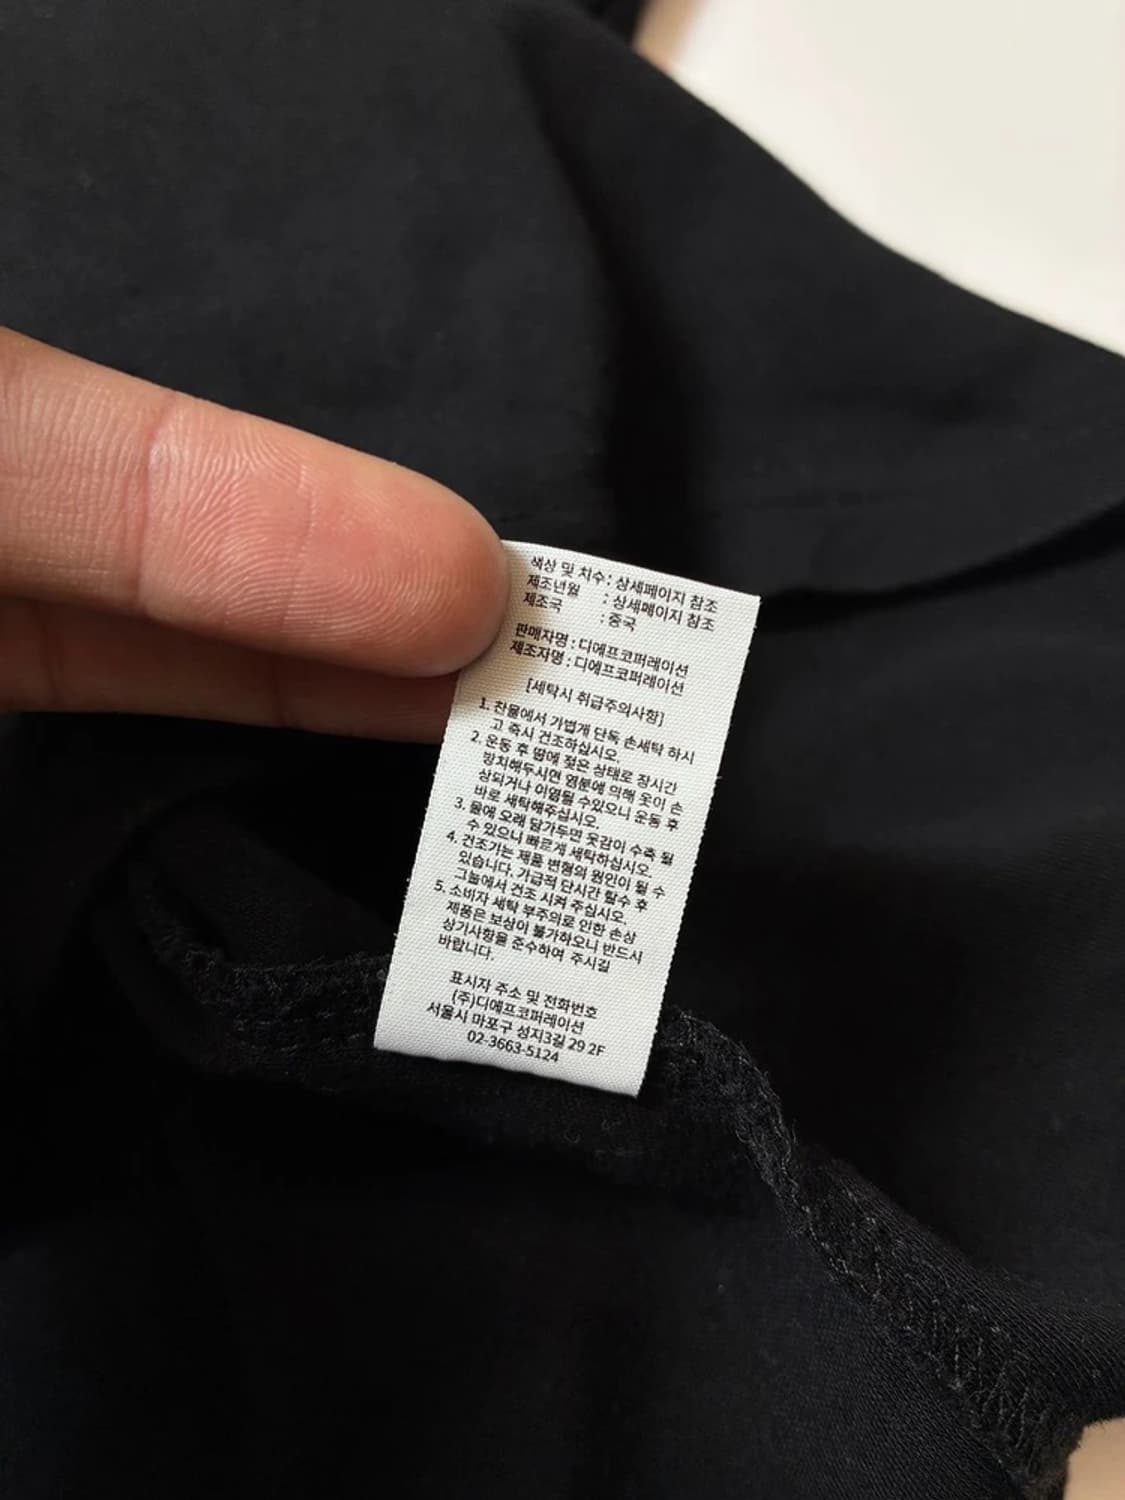 색상 및 치수 : 상세페이지 참조
제조년월 : 상세페이지 참조
제조국 : 중국
판매자명 : 디에프코퍼레이션
제조자명 : 디에프코퍼레이션
[세탁시 취급주의사항]
1. 찬물에서 가볍게 단독 손세탁 하시
고 즉시 건조하십시오.
2. 운동 후 땀에 젖은 상태로 장시간
방치해두시면 염분에 의해 옷이 손
상되거나 이염될 수있으니 운동 후
바로 세탁해주십시오.
3. 물에 오래 담가두면 옷감이 수축 될
수 있으니 빠르게 세탁하십시오.
4. 건조기는 제품 변형의 원인이 될 수
있습니다. 가급적 단시간 탈수 후
그늘에서 건조 시켜 주십시오.
5. 소비자 세탁 부주의로 인한 손상
제품은 보상이 불가하오니 반드시
상기사항을 준수하여 주시길
바랍니다.
표시자 주소 및 전화번호
(주)디에프코퍼레이션
서울시 마포구 성지3길 29 2F
02-3663-5124